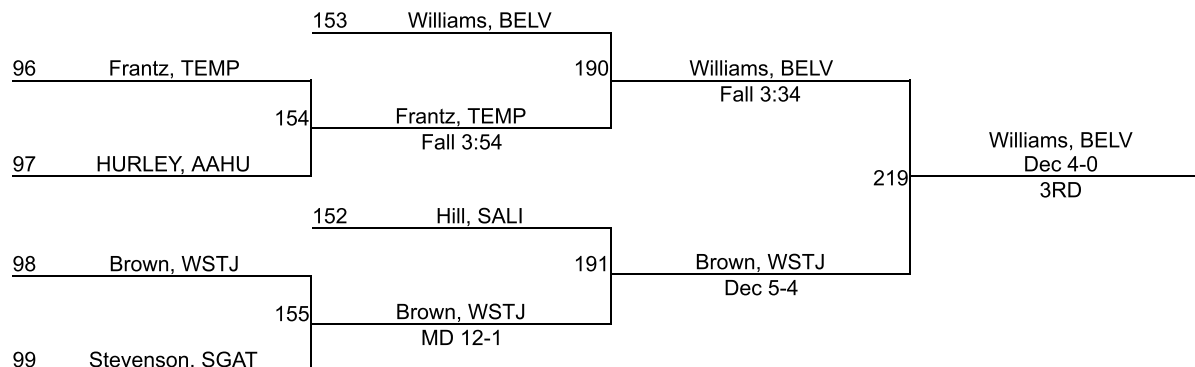 153 Williams, BELV
96 Frantz, TEMP
190 Williams, BELV
Fall 3:34
154 Frantz, TEMP
Fall 3:54
97 HURLEY, AAHU
Williams, BELV
Dec 4-0
219
3RD
152 Hill, SALI
98 Brown, WSTJ
191 Brown, WSTJ
Dec 5-4
155 Brown, WSTJ
MD 12-1
99 Stevenson, SGAT